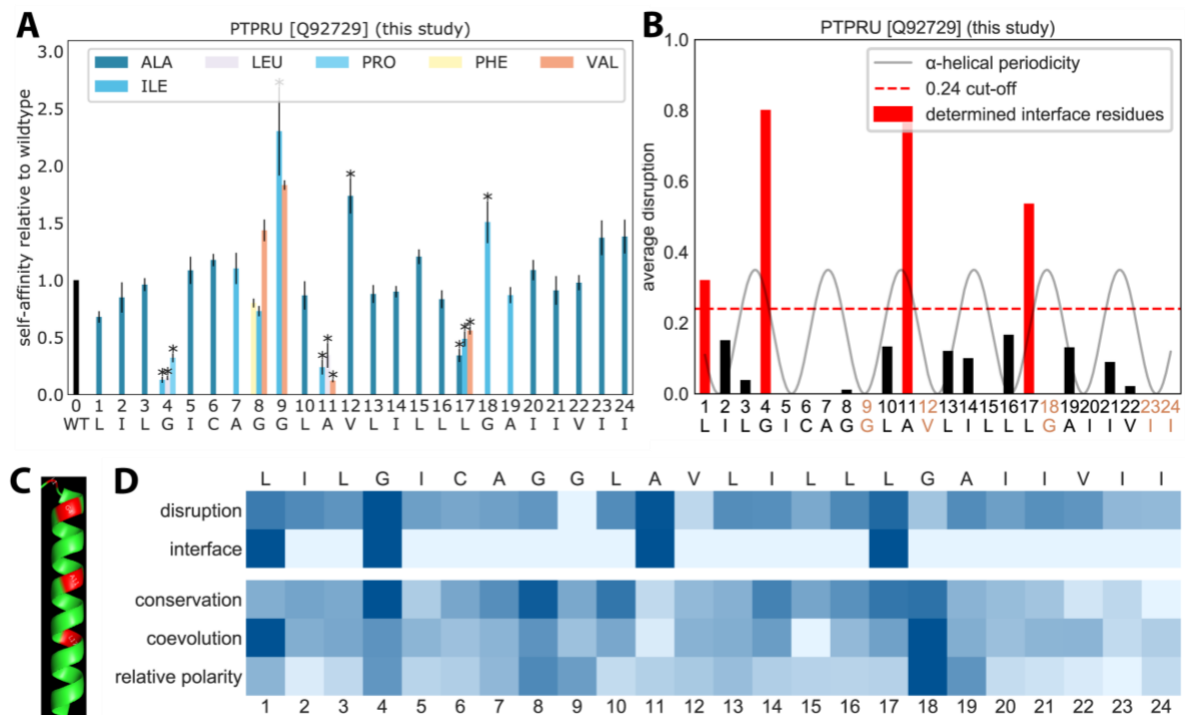 A
PTPRU [Q92729] (this study)
self-affinity relative to wildtype
3.0
2.5
2.0
1.5
1.0
0.5
0.0
ALA LEU PRO PHE VAL
ILE
*
* * * * * * * * * *
0 1 2 3 4 5 6 7 8 9 10 11 12 13 14 15 16 17 18 19 20 21 22 23 24
WT L I L G I C A G G L A V L I L L L G A I I V I I
B
PTPRU [Q92729] (this study)
average disruption
1.0
0.8
0.6
0.4
0.2
0.0
α-helical periodicity
0.24 cut-off
determined interface residues
1 2 3 4 5 6 7 8 9 10 11 12 13 14 15 16 17 18 19 20 21 22 23 24
L I L G I C A G G L A V L I L L L G A I I V I I
C
D
L I L G I C A G G L A V L I L L L G A I I V I I
disruption
interface
conservation
coevolution
relative polarity
1 2 3 4 5 6 7 8 9 10 11 12 13 14 15 16 17 18 19 20 21 22 23 24